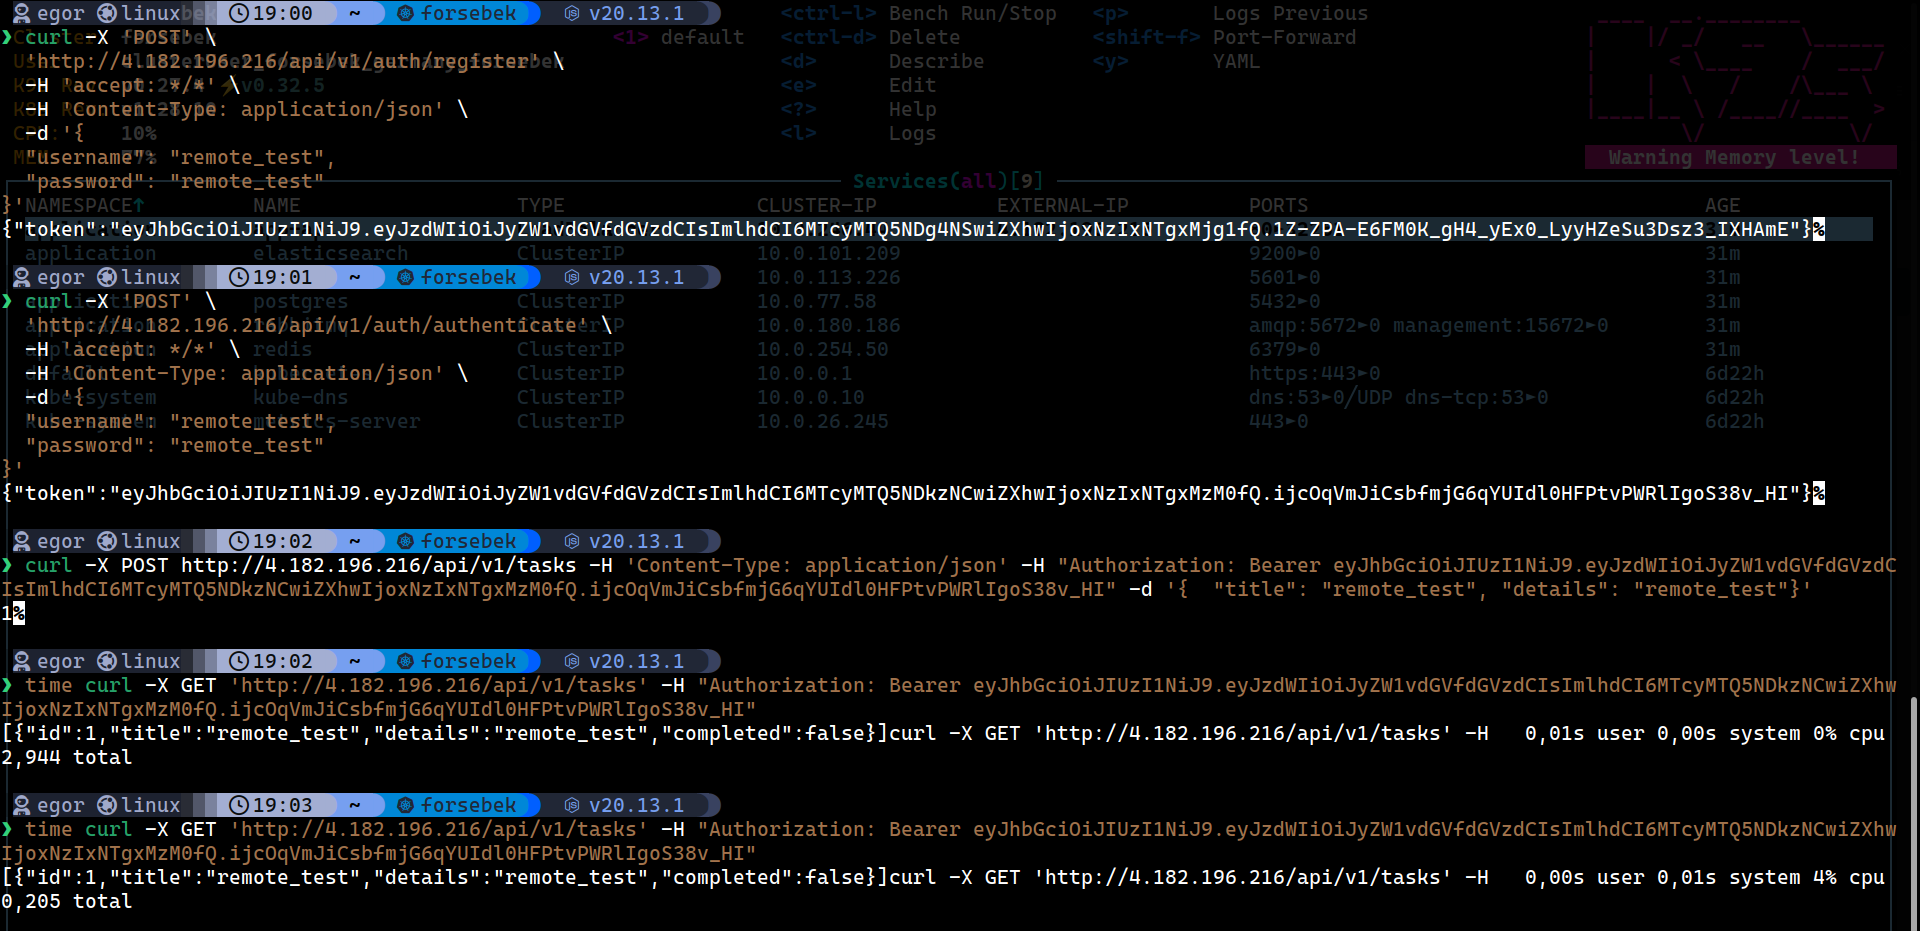 egor linux 19:00 ~ forsebek v20.13.1
❯ curl -X 'POST' \
'http://4.182.196.216/api/v1/auth/register' \
-H 'accept: */*' \
-H 'Content-Type: application/json' \
-d '{
"username": "remote_test",
"password": "remote_test"
}'
{"token":"eyJhbGciOiJIUzI1NiJ9.eyJzdWIiOiJyZW1vdGVfdGVzdCIsImlhdCI6MTcyMTQ5NDg4NSwiZXhwIjoxNzIxNTgxMjg1fQ.1Z-ZPA-E6FM0K_gH4_yEx0_LyyHZeSu3Dsz3_IXHAmE"}%
egor linux 19:01 ~ forsebek v20.13.1
❯ curl -X 'POST' \
'http://4.182.196.216/api/v1/auth/authenticate' \
-H 'accept: */*' \
-H 'Content-Type: application/json' \
-d '{
"username": "remote_test",
"password": "remote_test"
}'
{"token":"eyJhbGciOiJIUzI1NiJ9.eyJzdWIiOiJyZW1vdGVfdGVzdCIsImlhdCI6MTcyMTQ5NDkzNCwiZXhwIjoxNzIxNTgxMzM0fQ.ijcOqVmJiCsbfmjG6qYUIdl0HFPtvPWRlIgoS38v_HI"}%
egor linux 19:02 ~ forsebek v20.13.1
❯ curl -X POST http://4.182.196.216/api/v1/tasks -H 'Content-Type: application/json' -H "Authorization: Bearer eyJhbGciOiJIUzI1NiJ9.eyJzdWIiOiJyZW1vdGVfdGVzdC
IsImlhdCI6MTcyMTQ5NDkzNCwiZXhwIjoxNzIxNTgxMzM0fQ.ijcOqVmJiCsbfmjG6qYUIdl0HFPtvPWRlIgoS38v_HI" -d '{  "title": "remote_test", "details": "remote_test"}'
1%
egor linux 19:02 ~ forsebek v20.13.1
❯ time curl -X GET 'http://4.182.196.216/api/v1/tasks' -H "Authorization: Bearer eyJhbGciOiJIUzI1NiJ9.eyJzdWIiOiJyZW1vdGVfdGVzdCIsImlhdCI6MTcyMTQ5NDkzNCwiZXhw
IjoxNzIxNTgxMzM0fQ.ijcOqVmJiCsbfmjG6qYUIdl0HFPtvPWRlIgoS38v_HI"
[{"id":1,"title":"remote_test","details":"remote_test","completed":false}]curl -X GET 'http://4.182.196.216/api/v1/tasks' -H   0,01s user 0,00s system 0% cpu
2,944 total
egor linux 19:03 ~ forsebek v20.13.1
❯ time curl -X GET 'http://4.182.196.216/api/v1/tasks' -H "Authorization: Bearer eyJhbGciOiJIUzI1NiJ9.eyJzdWIiOiJyZW1vdGVfdGVzdCIsImlhdCI6MTcyMTQ5NDkzNCwiZXhw
IjoxNzIxNTgxMzM0fQ.ijcOqVmJiCsbfmjG6qYUIdl0HFPtvPWRlIgoS38v_HI"
[{"id":1,"title":"remote_test","details":"remote_test","completed":false}]curl -X GET 'http://4.182.196.216/api/v1/tasks' -H   0,00s user 0,01s system 4% cpu
0,205 total
<ctrl-l> Bench Run/Stop <p> Logs Previous
<1> default <ctrl-d> Delete <shift-f> Port-Forward
<d> Describe <y> YAML
v0.32.5 <e> Edit
<?> Help
10% <l> Logs
Warning Memory level!
Services(all)[9]
NAMESPACE↑ NAME TYPE CLUSTER-IP EXTERNAL-IP PORTS AGE
application elasticsearch ClusterIP 10.0.101.209 9200►0 31m
10.0.113.226 5601►0 31m
postgres ClusterIP 10.0.77.58 5432►0 31m
10.0.180.186 amqp:5672►0 management:15672►0 31m
redis ClusterIP 10.0.254.50 6379►0 31m
ClusterIP 10.0.0.1 https:443►0 6d22h
kube-system kube-dns ClusterIP 10.0.0.10 dns:53►0/UDP dns-tcp:53►0 6d22h
metrics-server ClusterIP 10.0.26.245 443►0 6d22h